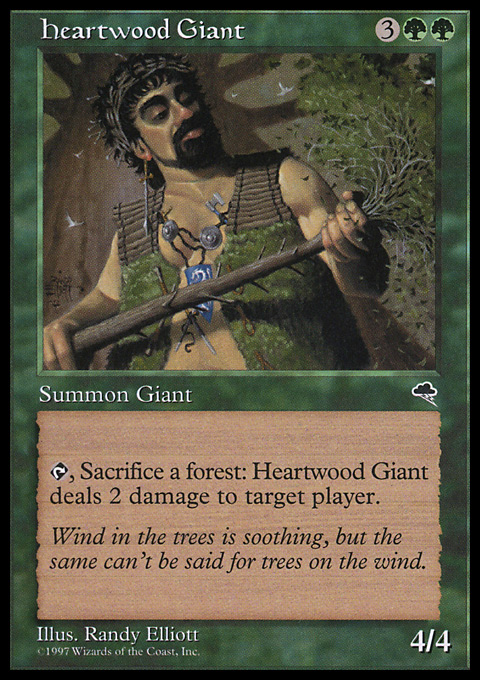 Heartwood Giant 3
Summon Giant
, Sacrifice a forest: Heartwood Giant
deals 2 damage to target player.
Wind in the trees is soothing, but the
same can't be said for trees on the wind.
Illus. Randy Elliott
©1997 Wizards of the Coast, Inc.
4/4